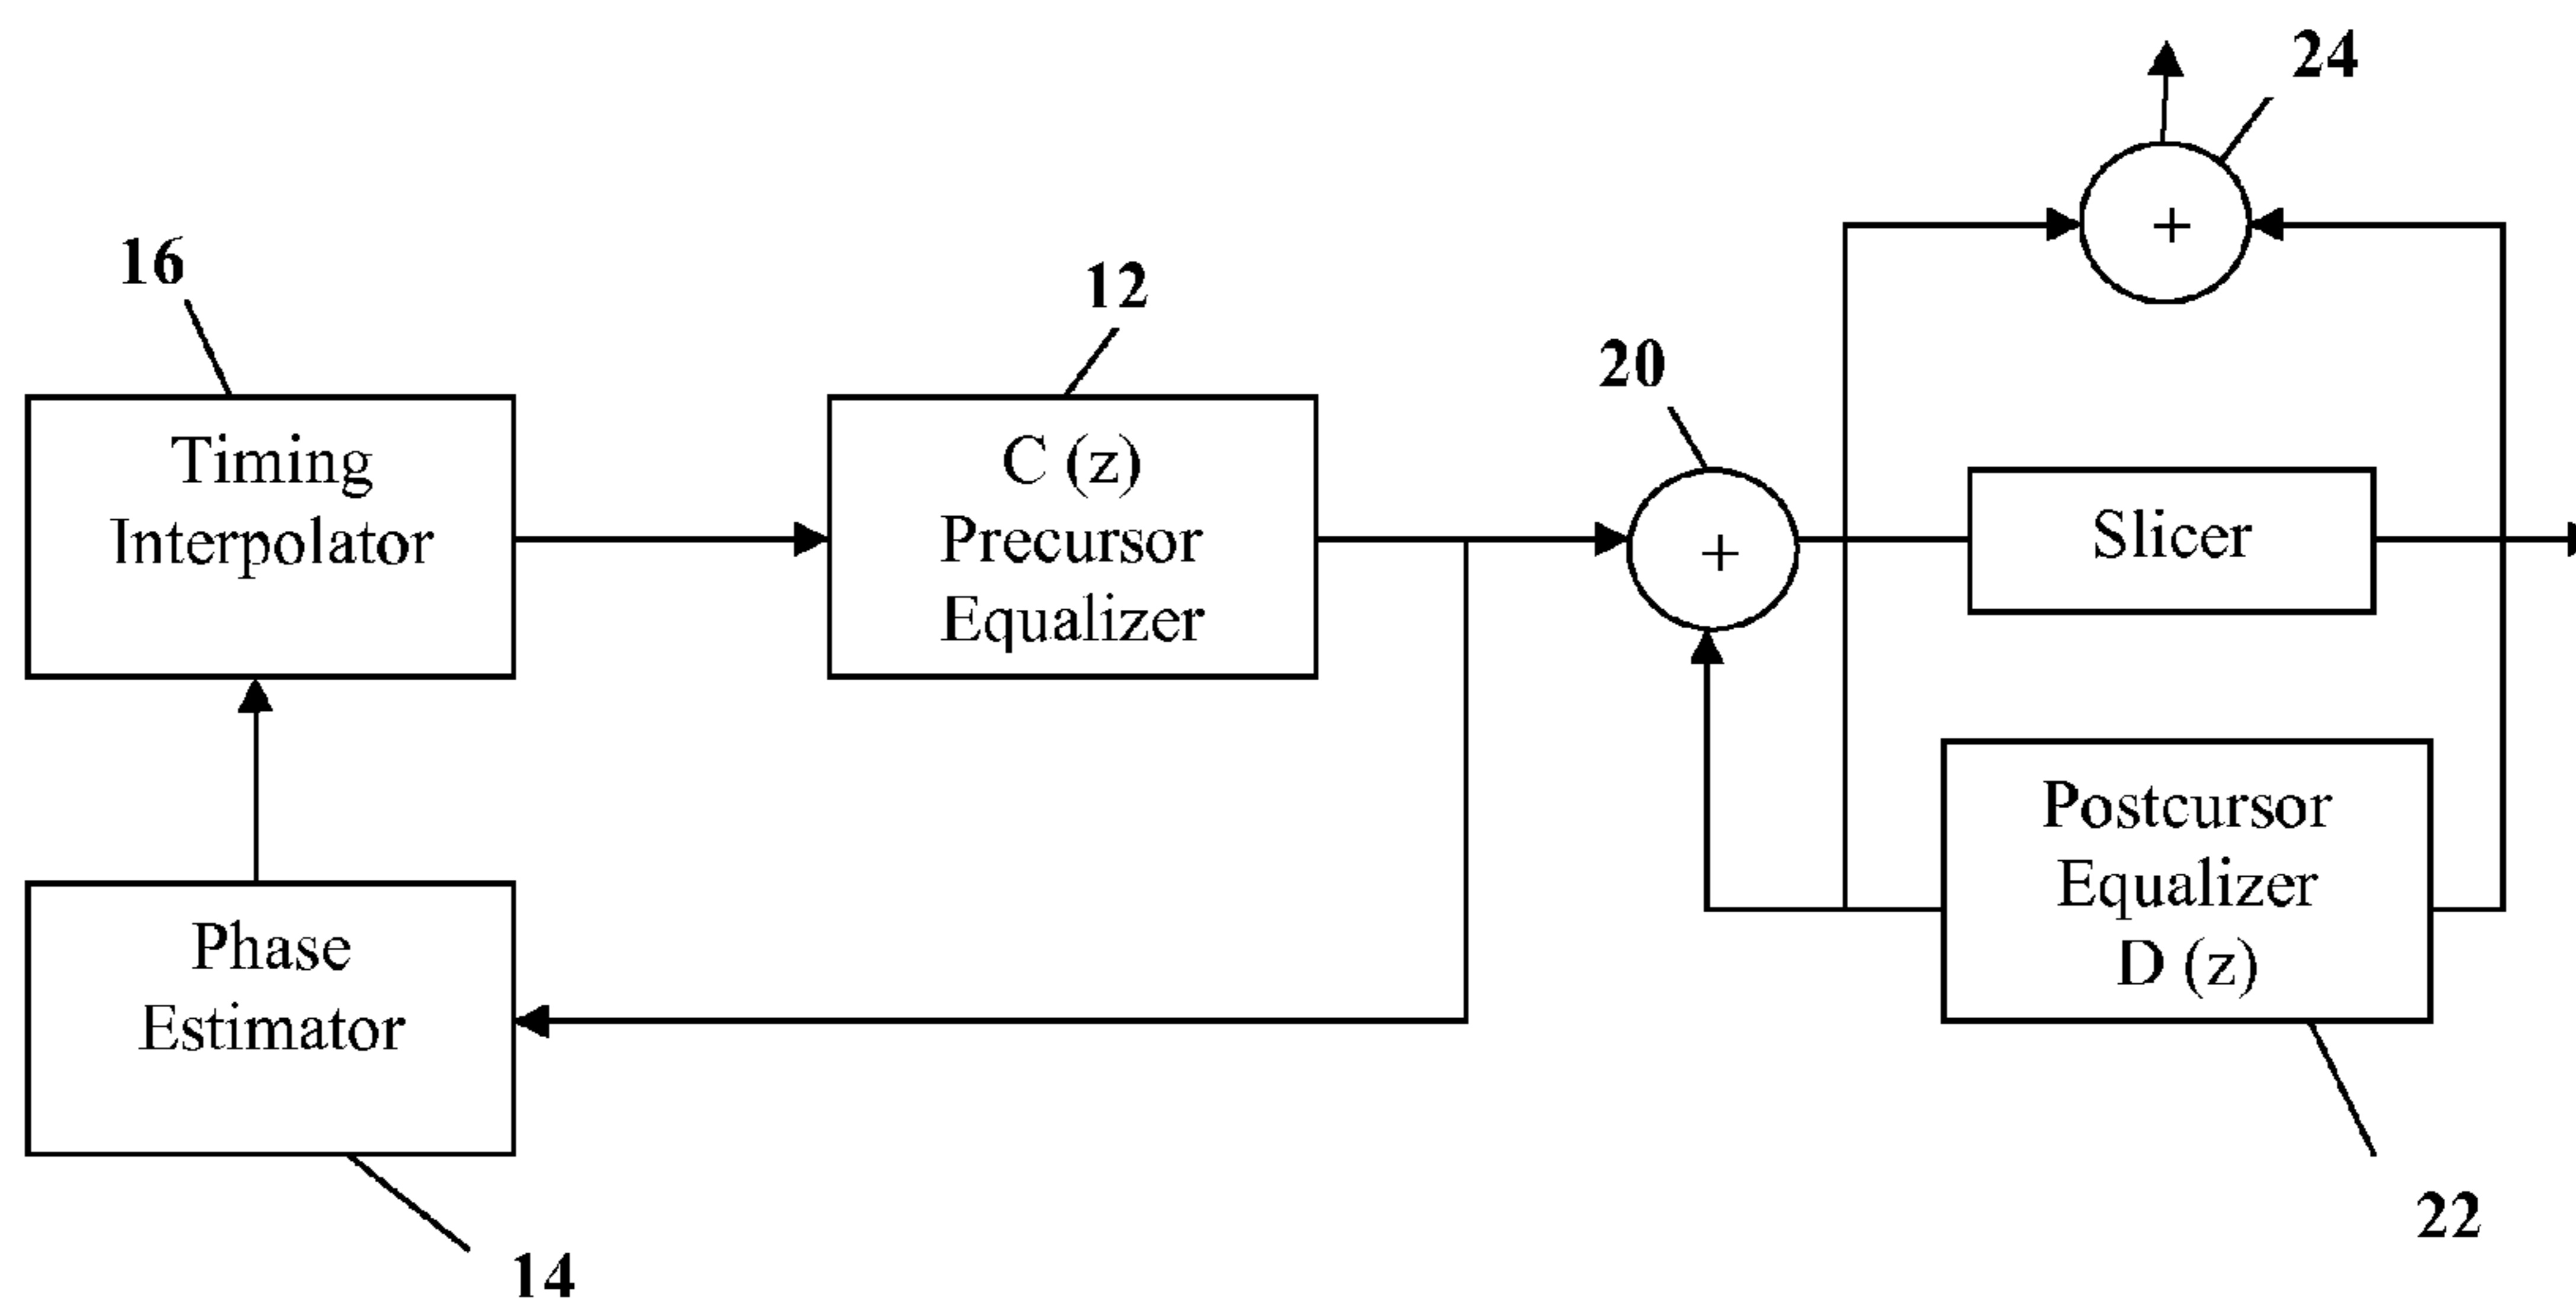 24
16
12
20
Timing
Interpolator
C (z)
Precursor
Equalizer
+
+
Slicer
Postcursor
Equalizer
D (z)
Phase
Estimator
22
14